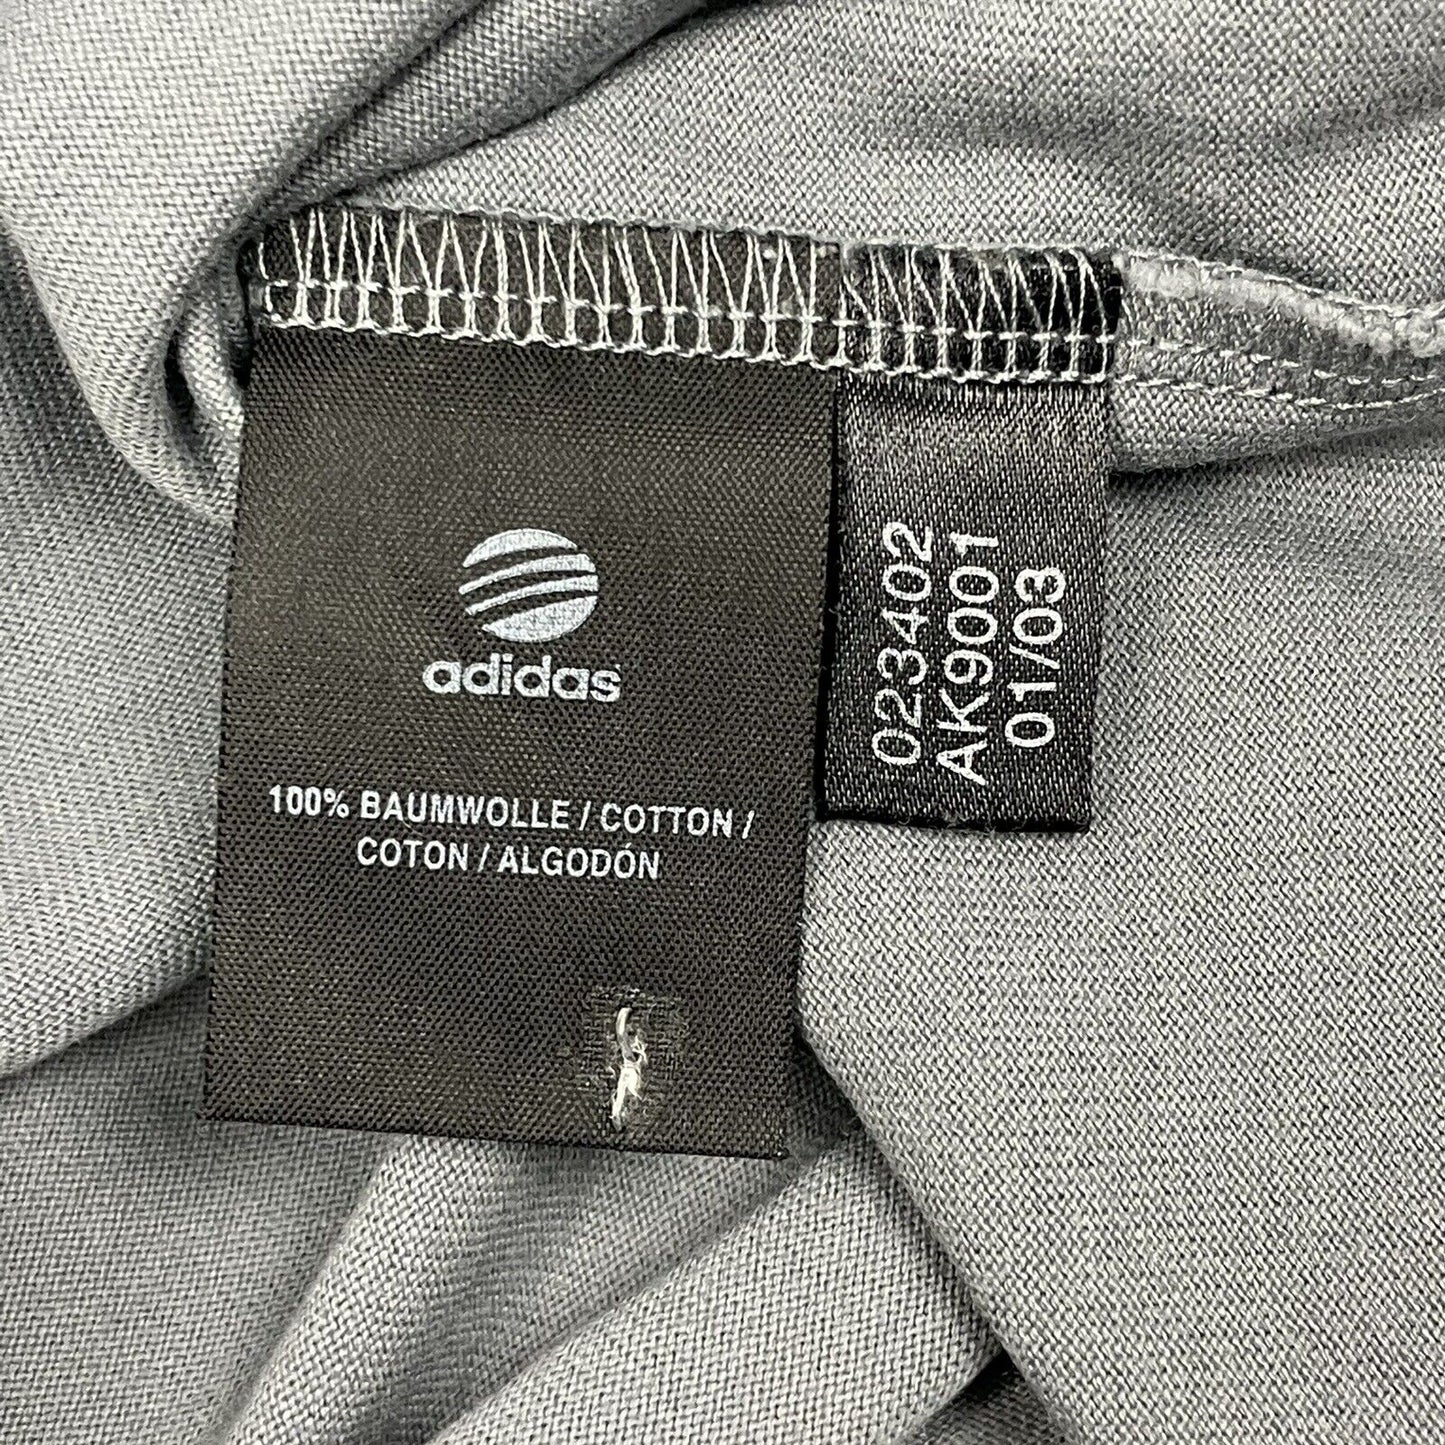 adidas
100% BAUMWOLLE / COTTON /
COTON / ALGODÓN
023402
AK9001
01/03